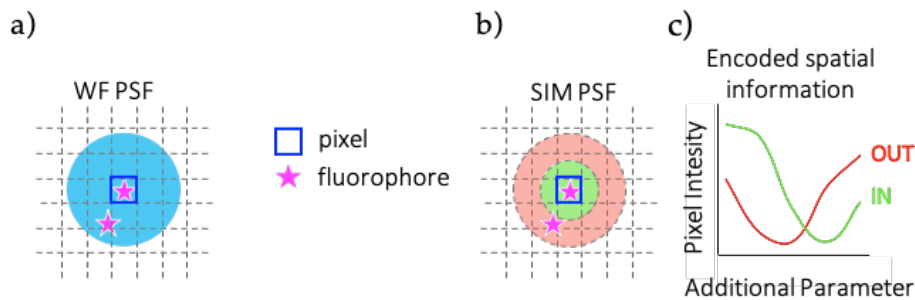 a)
WF PSF
pixel
fluorophore
b)
SIM PSF
c)
Encoded spatial
information
Pixel Intesity
OUT
IN
Additional Parameter